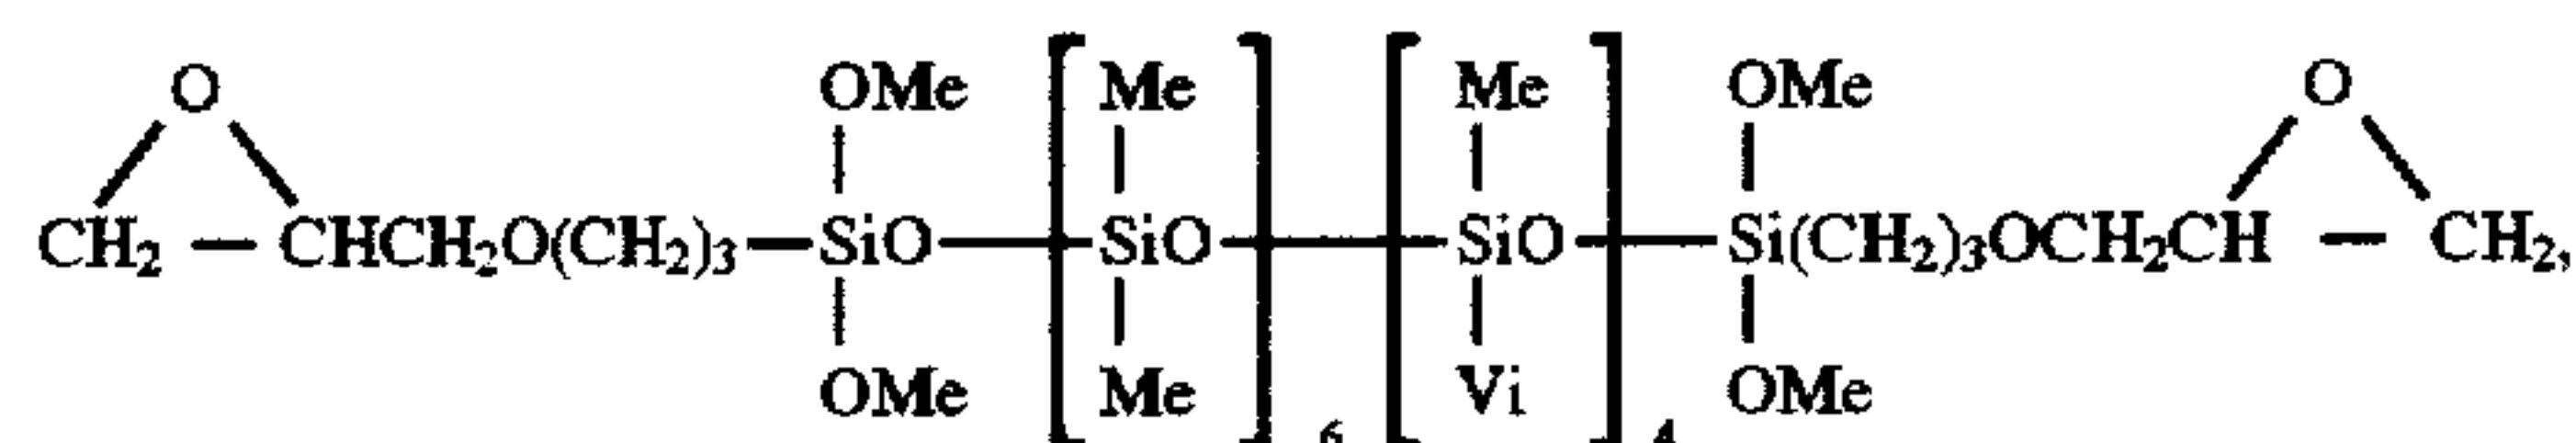 O OMe Me Me OMe O
CH2 — CHCH2O(CH2)3—SiO—[SiO]—[SiO]—Si(CH2)3OCH2CH — CH2,
OMe Me Vi OMe
6 4